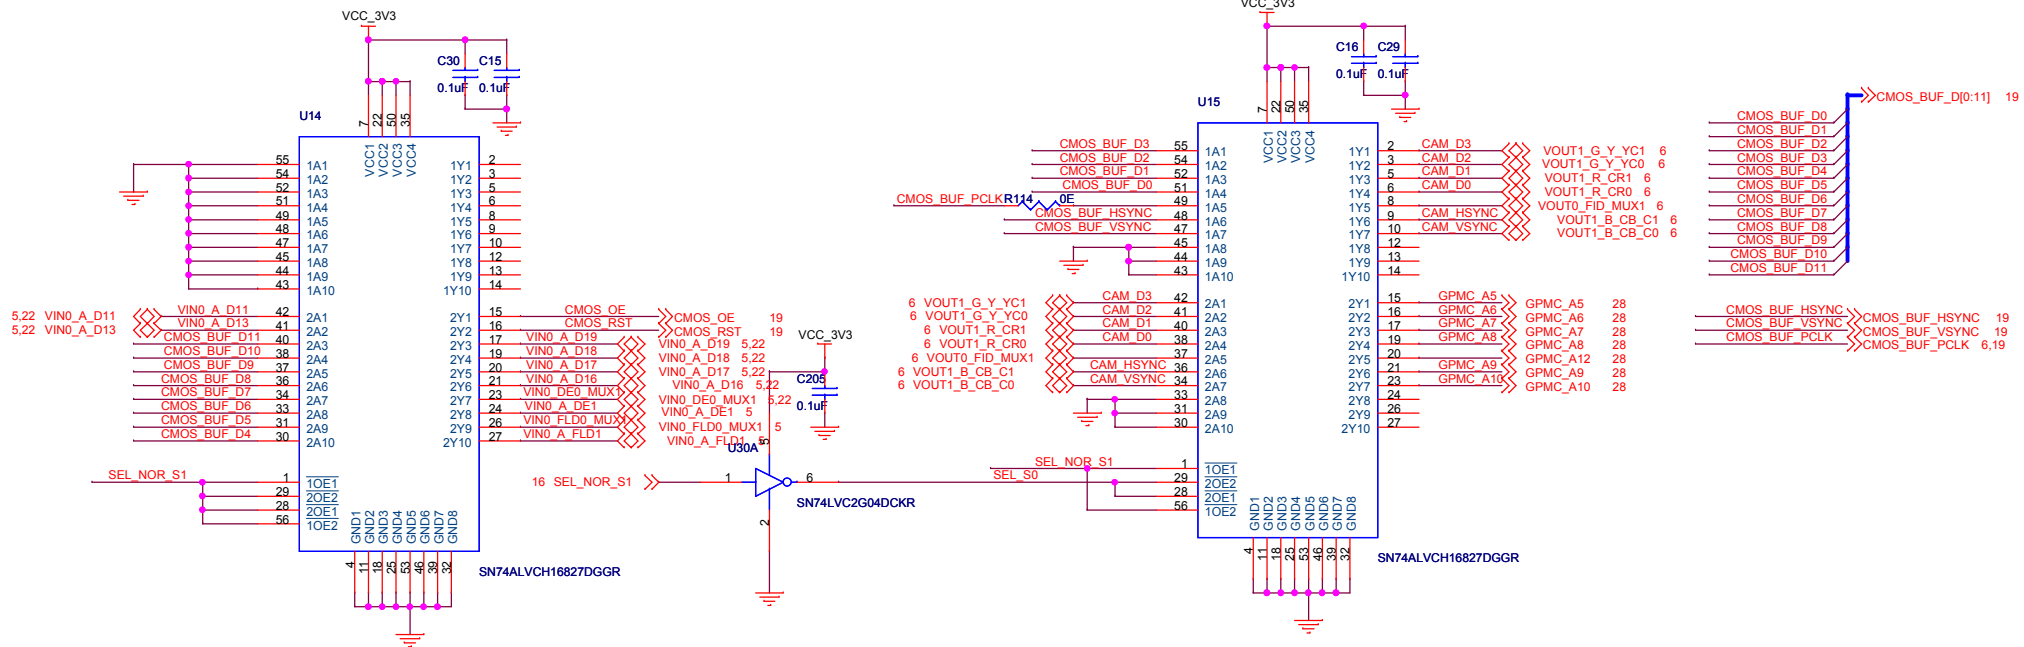 VCC_3V3
C30 C15
0.1uF 0.1uF
U14
7 22 50 35
VCC1 VCC2 VCC3 VCC4
55 1A1 1Y1 2
54 1A2 1Y2 3
52 1A3 1Y3 5
51 1A4 1Y4 6
49 1A5 1Y5 8
48 1A6 1Y6 9
47 1A7 1Y7 10
45 1A8 1Y8 12
44 1A9 1Y9 13
43 1A10 1Y10 14
5,22 VIN0_A_D11 VIN0_A_D11 42 2A1 2Y1 15 CMOS_OE CMOS_OE 19
5,22 VIN0_A_D13 VIN0_A_D13 41 2A2 2Y2 16 CMOS_RST CMOS_RST 19
CMOS_BUF_D11 40 2A3 2Y3 17 VIN0_A_D19 VIN0_A_D19 5,22
CMOS_BUF_D10 38 2A4 2Y4 19 VIN0_A_D18 VIN0_A_D18 5,22
CMOS_BUF_D9 37 2A5 2Y5 20 VIN0_A_D17 VIN0_A_D17 5,22
CMOS_BUF_D8 36 2A6 2Y6 21 VIN0_A_D16 VIN0_A_D16 5,22
CMOS_BUF_D7 34 2A7 2Y7 23 VIN0_DE0_MUX1 VIN0_DE0_MUX1 5,22
CMOS_BUF_D6 33 2A8 2Y8 24 VIN0_A_DE1 VIN0_A_DE1 5
CMOS_BUF_D5 31 2A9 2Y9 26 VIN0_FLD0_MUX1 VIN0_FLD0_MUX1 5
CMOS_BUF_D4 30 2A10 2Y10 27 VIN0_A_FLD1 VIN0_A_FLD1 5
SEL_NOR_S1 1 1OE1
29 2OE2
28 2OE1
56 1OE2
GND1 GND2 GND3 GND4 GND5 GND6 GND7 GND8
4 11 18 25 53 46 39 32
SN74ALVCH16827DGGR
VCC_3V3
C205
0.1uF
5
U30A
16 SEL_NOR_S1 1 6
SN74LVC2G04DCKR
2
VCC_3V3
C16 C29
0.1uF 0.1uF
U15
7 22 50 35
VCC1 VCC2 VCC3 VCC4
CMOS_BUF_D3 55 1A1 1Y1 2 CAM_D3 VOUT1_G_Y_YC1 6
CMOS_BUF_D2 54 1A2 1Y2 3 CAM_D2 VOUT1_G_Y_YC0 6
CMOS_BUF_D1 52 1A3 1Y3 5 CAM_D1 VOUT1_R_CR1 6
CMOS_BUF_D0 51 1A4 1Y4 6 CAM_D0 VOUT1_R_CR0 6
CMOS_BUF_PCLK R114 0E 49 1A5 1Y5 8 VOUT0_FID_MUX1 6
CMOS_BUF_HSYNC 48 1A6 1Y6 9 CAM_HSYNC VOUT1_B_CB_C1 6
CMOS_BUF_VSYNC 47 1A7 1Y7 10 CAM_VSYNC VOUT1_B_CB_C0 6
45 1A8 1Y8 12
44 1A9 1Y9 13
43 1A10 1Y10 14
6 VOUT1_G_Y_YC1 CAM_D3 42 2A1 2Y1 15 GPMC_A5 GPMC_A5 28
6 VOUT1_G_Y_YC0 CAM_D2 41 2A2 2Y2 16 GPMC_A6 GPMC_A6 28
6 VOUT1_R_CR1 CAM_D1 40 2A3 2Y3 17 GPMC_A7 GPMC_A7 28
6 VOUT1_R_CR0 CAM_D0 38 2A4 2Y4 19 GPMC_A8 GPMC_A8 28
6 VOUT0_FID_MUX1 37 2A5 2Y5 20 GPMC_A12 28
6 VOUT1_B_CB_C1 CAM_HSYNC 36 2A6 2Y6 21 GPMC_A9 GPMC_A9 28
6 VOUT1_B_CB_C0 CAM_VSYNC 34 2A7 2Y7 23 GPMC_A10 GPMC_A10 28
33 2A8 2Y8 24
31 2A9 2Y9 26
30 2A10 2Y10 27
SEL_NOR_S1 1 1OE1
SEL_S0 29 2OE2
28 2OE1
56 1OE2
GND1 GND2 GND3 GND4 GND5 GND6 GND7 GND8
4 11 18 25 53 46 39 32
SN74ALVCH16827DGGR
CMOS_BUF_D[0:11] 19
CMOS_BUF_D0
CMOS_BUF_D1
CMOS_BUF_D2
CMOS_BUF_D3
CMOS_BUF_D4
CMOS_BUF_D5
CMOS_BUF_D6
CMOS_BUF_D7
CMOS_BUF_D8
CMOS_BUF_D9
CMOS_BUF_D10
CMOS_BUF_D11
CMOS_BUF_HSYNC CMOS_BUF_HSYNC 19
CMOS_BUF_VSYNC CMOS_BUF_VSYNC 19
CMOS_BUF_PCLK CMOS_BUF_PCLK 6,19